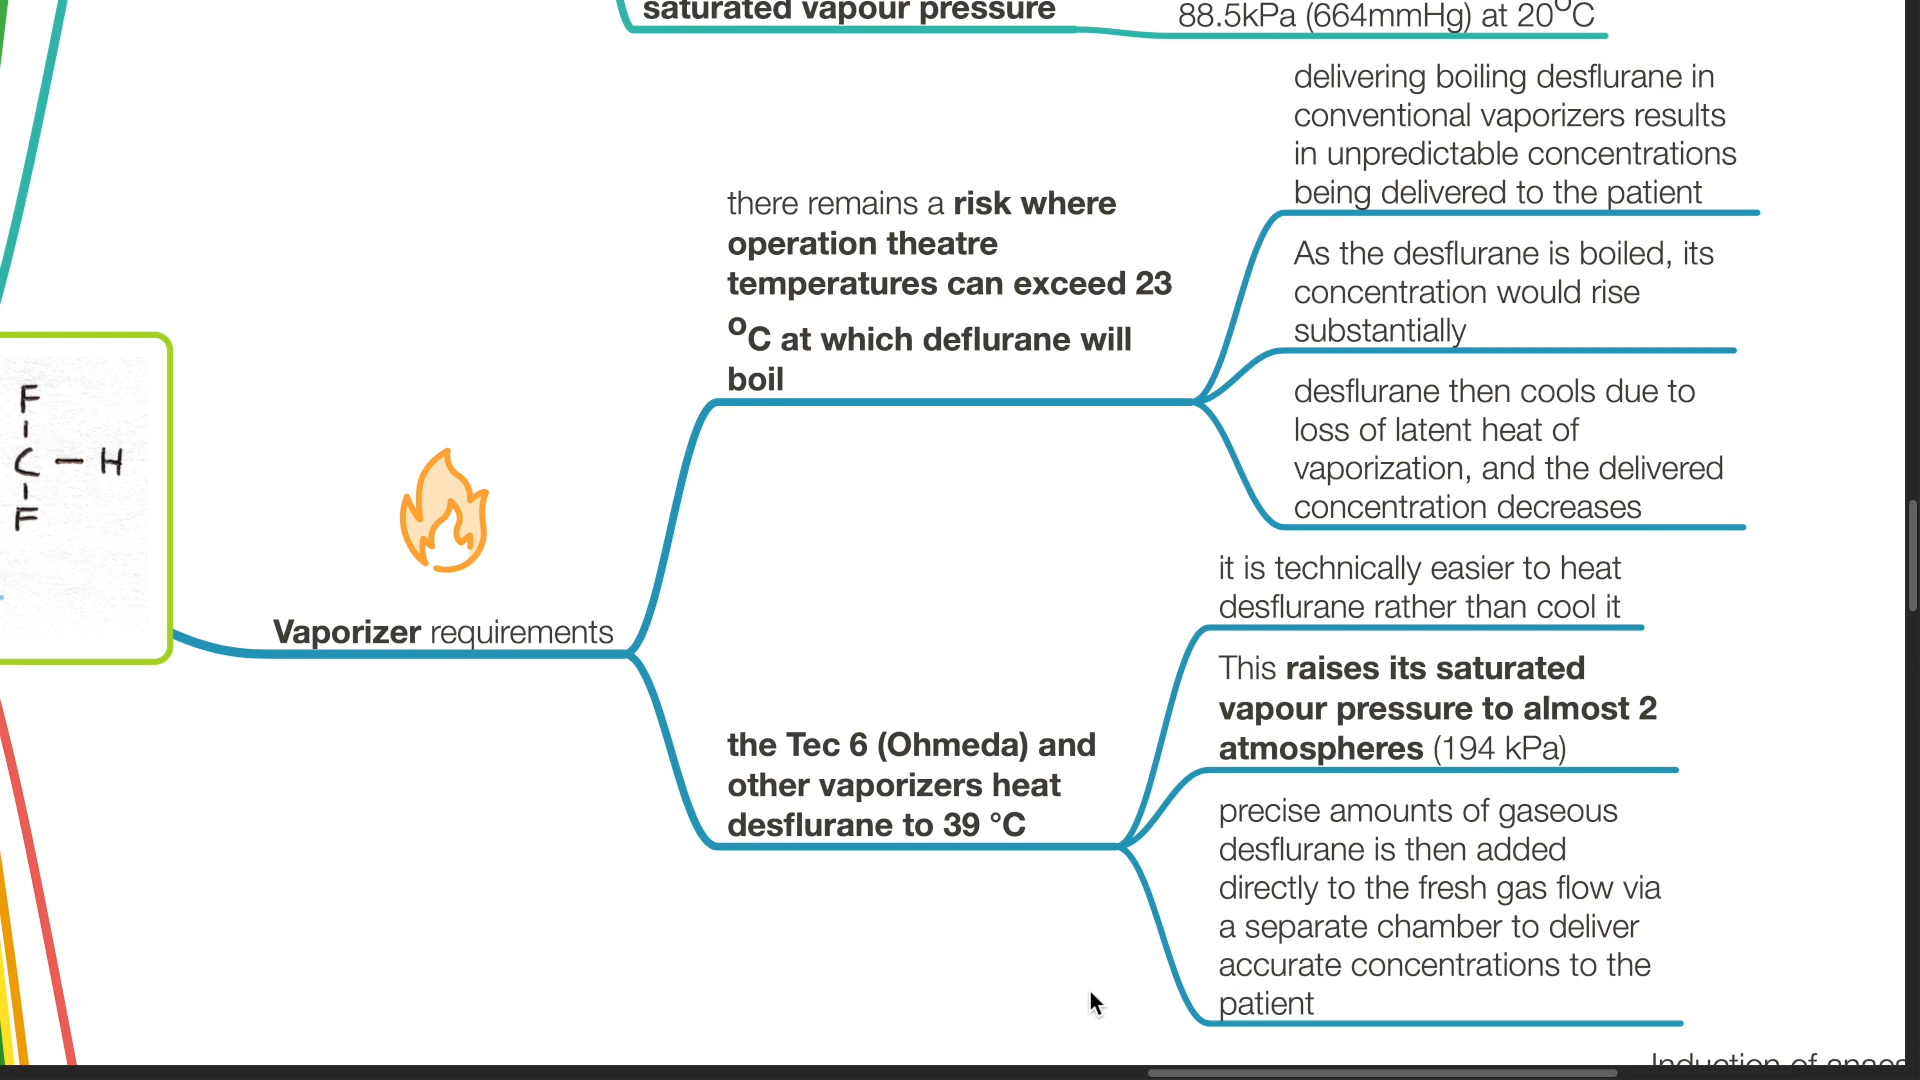 saturated vapour pressure
88.5kPa (664mmHg) at 20⁰C
delivering boiling desflurane in
conventional vaporizers results
in unpredictable concentrations
being delivered to the patient
there remains a risk where
operation theatre
temperatures can exceed 23
ᴼC at which deflurane will
boil
As the desflurane is boiled, its
concentration would rise
substantially
desflurane then cools due to
loss of latent heat of
vaporization, and the delivered
concentration decreases
F
C – H
F
Vaporizer requirements
it is technically easier to heat
desflurane rather than cool it
This raises its saturated
vapour pressure to almost 2
atmospheres (194 kPa)
the Tec 6 (Ohmeda) and
other vaporizers heat
desflurane to 39 °C
precise amounts of gaseous
desflurane is then added
directly to the fresh gas flow via
a separate chamber to deliver
accurate concentrations to the
patient
Induction of